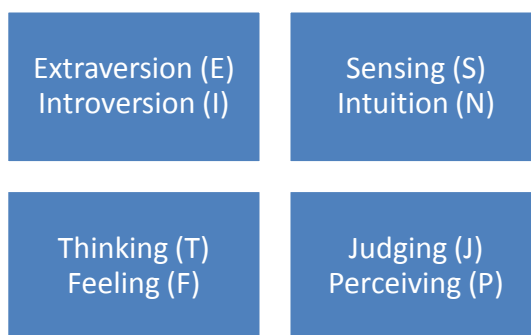 Extraversion (E)
Introversion (I)
Sensing (S)
Intuition (N)
Thinking (T)
Feeling (F)
Judging (J)
Perceiving (P)